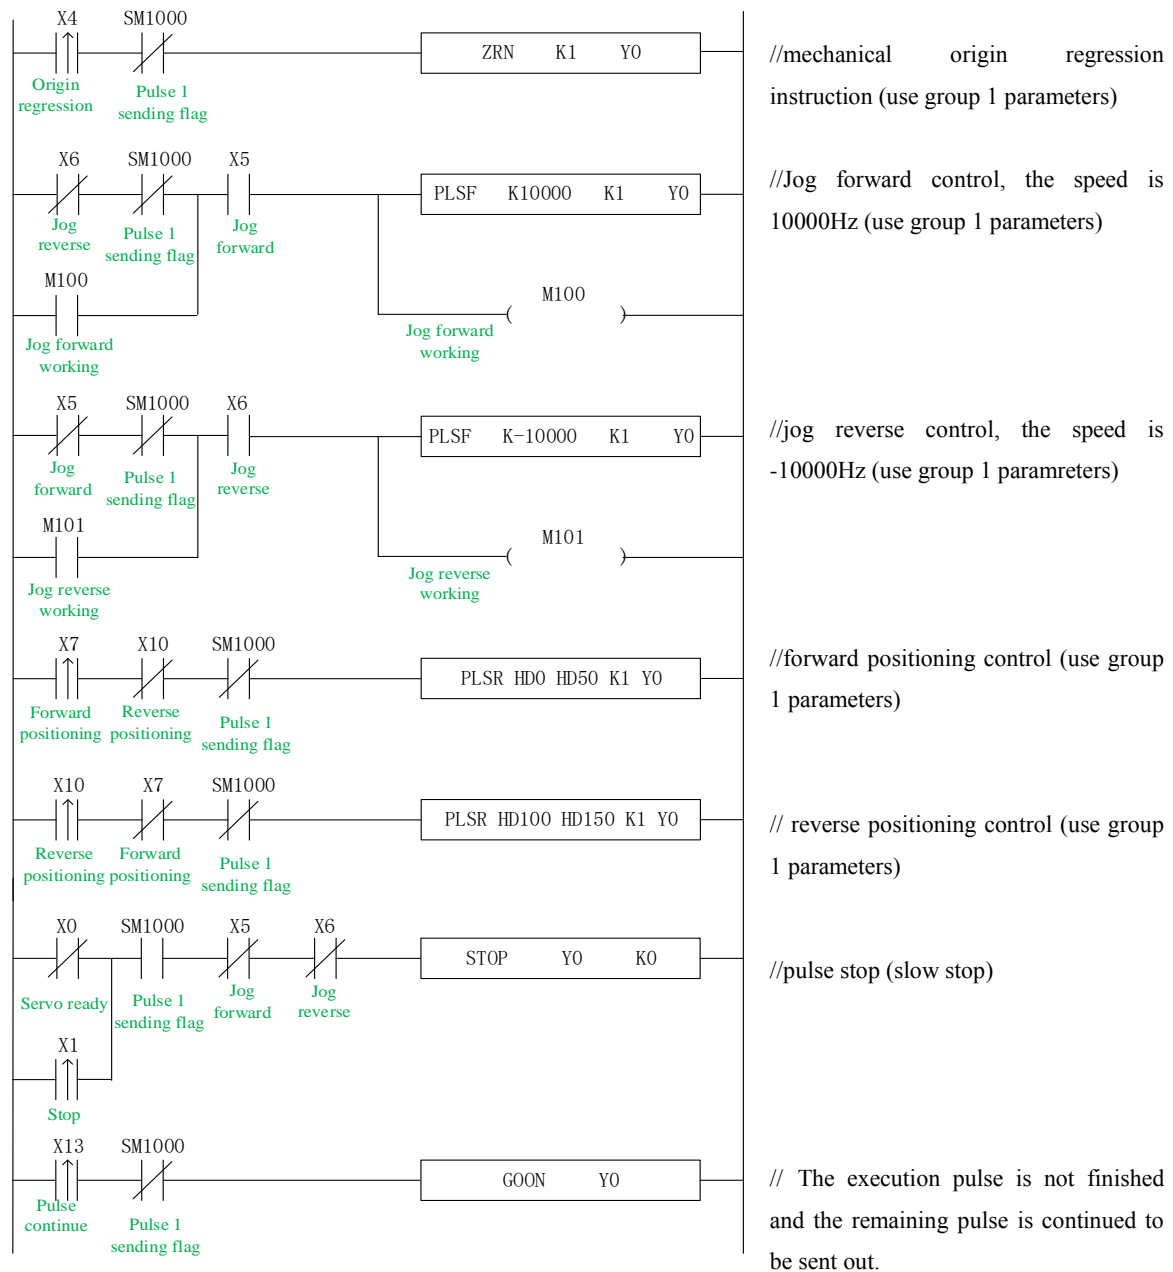 X4 SM1000
ZRN K1 Y0
Origin
regression
Pulse 1
sending flag
//mechanical origin regression
instruction (use group 1 parameters)
X6 SM1000 X5
PLSF K10000 K1 Y0
Jog
reverse
Pulse 1
sending flag
Jog
forward
//Jog forward control, the speed is
10000Hz (use group 1 parameters)
M100
M100
( )
Jog forward
working
Jog forward
working
X5 SM1000 X6
PLSF K-10000 K1 Y0
Jog
forward
Pulse 1
sending flag
Jog
reverse
//jog reverse control, the speed is
-10000Hz (use group 1 paramreters)
M101
M101
( )
Jog reverse
working
Jog reverse
working
X7 X10 SM1000
PLSR HD0 HD50 K1 Y0
Forward
positioning
Reverse
positioning
Pulse 1
sending flag
//forward positioning control (use group
1 parameters)
X10 X7 SM1000
PLSR HD100 HD150 K1 Y0
Reverse
positioning
Forward
positioning
Pulse 1
sending flag
// reverse positioning control (use group
1 parameters)
X0 SM1000 X5 X6
STOP Y0 K0
Servo ready
Pulse 1
sending flag
Jog
forward
Jog
reverse
//pulse stop (slow stop)
X1
Stop
X13 SM1000
GOON Y0
Pulse
continue
Pulse 1
sending flag
// The execution pulse is not finished
and the remaining pulse is continued to
be sent out.